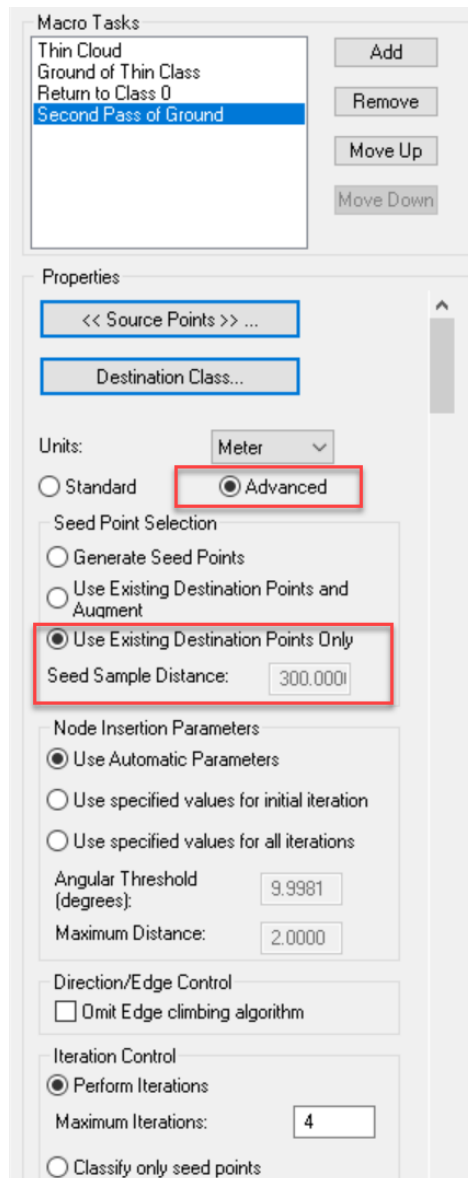 Macro Tasks
Thin Cloud
Ground of Thin Class
Return to Class 0
Second Pass of Ground
Add
Remove
Move Up
Move Down
Properties
<< Source Points >> ...
Destination Class...
Units:
Meter
Standard
Advanced
Seed Point Selection
Generate Seed Points
Use Existing Destination Points and
Augment
Use Existing Destination Points Only
Seed Sample Distance:
300.000
Node Insertion Parameters
Use Automatic Parameters
Use specified values for initial iteration
Use specified values for all iterations
Angular Threshold
(degrees):
9.9981
Maximum Distance:
2.0000
Direction/Edge Control
Omit Edge climbing algorithm
Iteration Control
Perform Iterations
Maximum Iterations:
4
Classify only seed points